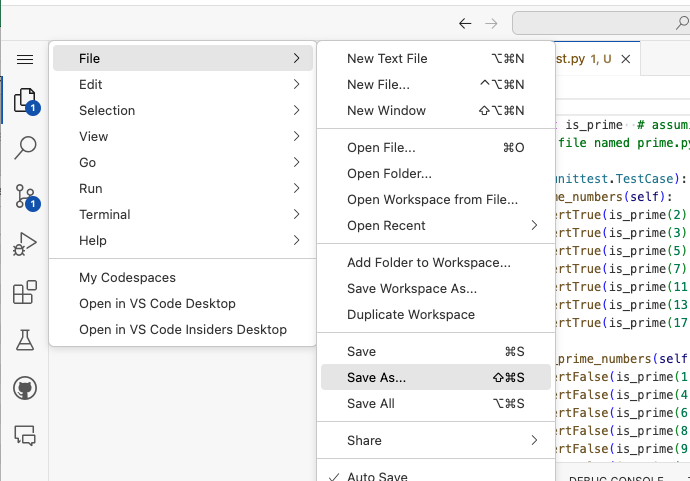 File
Edit
Selection
View
Go
Run
Terminal
Help
My Codespaces
Open in VS Code Desktop
Open in VS Code Insiders Desktop
1
1
New Text File ⌥⌘N
New File... ^⌥⌘N
New Window ⇧⌥⌘N
Open File... ⌘O
Open Folder...
Open Workspace from File...
Open Recent
Add Folder to Workspace...
Save Workspace As...
Duplicate Workspace
Save ⌘S
Save As... ⇧⌘S
Save All ⌥⌘S
Share
Auto Save
st.py 1, U
is_prime # assumi
file named prime.py
unittest.TestCase):
me_numbers(self):
ertTrue(is_prime(2)
ertTrue(is_prime(3)
ertTrue(is_prime(5)
ertTrue(is_prime(7)
ertTrue(is_prime(11
ertTrue(is_prime(13
ertTrue(is_prime(17
_prime_numbers(self
ertFalse(is_prime(1
ertFalse(is_prime(4
ertFalse(is_prime(6
ertFalse(is_prime(8
ertFalse(is_prime(9
DEBUG CONSOLE